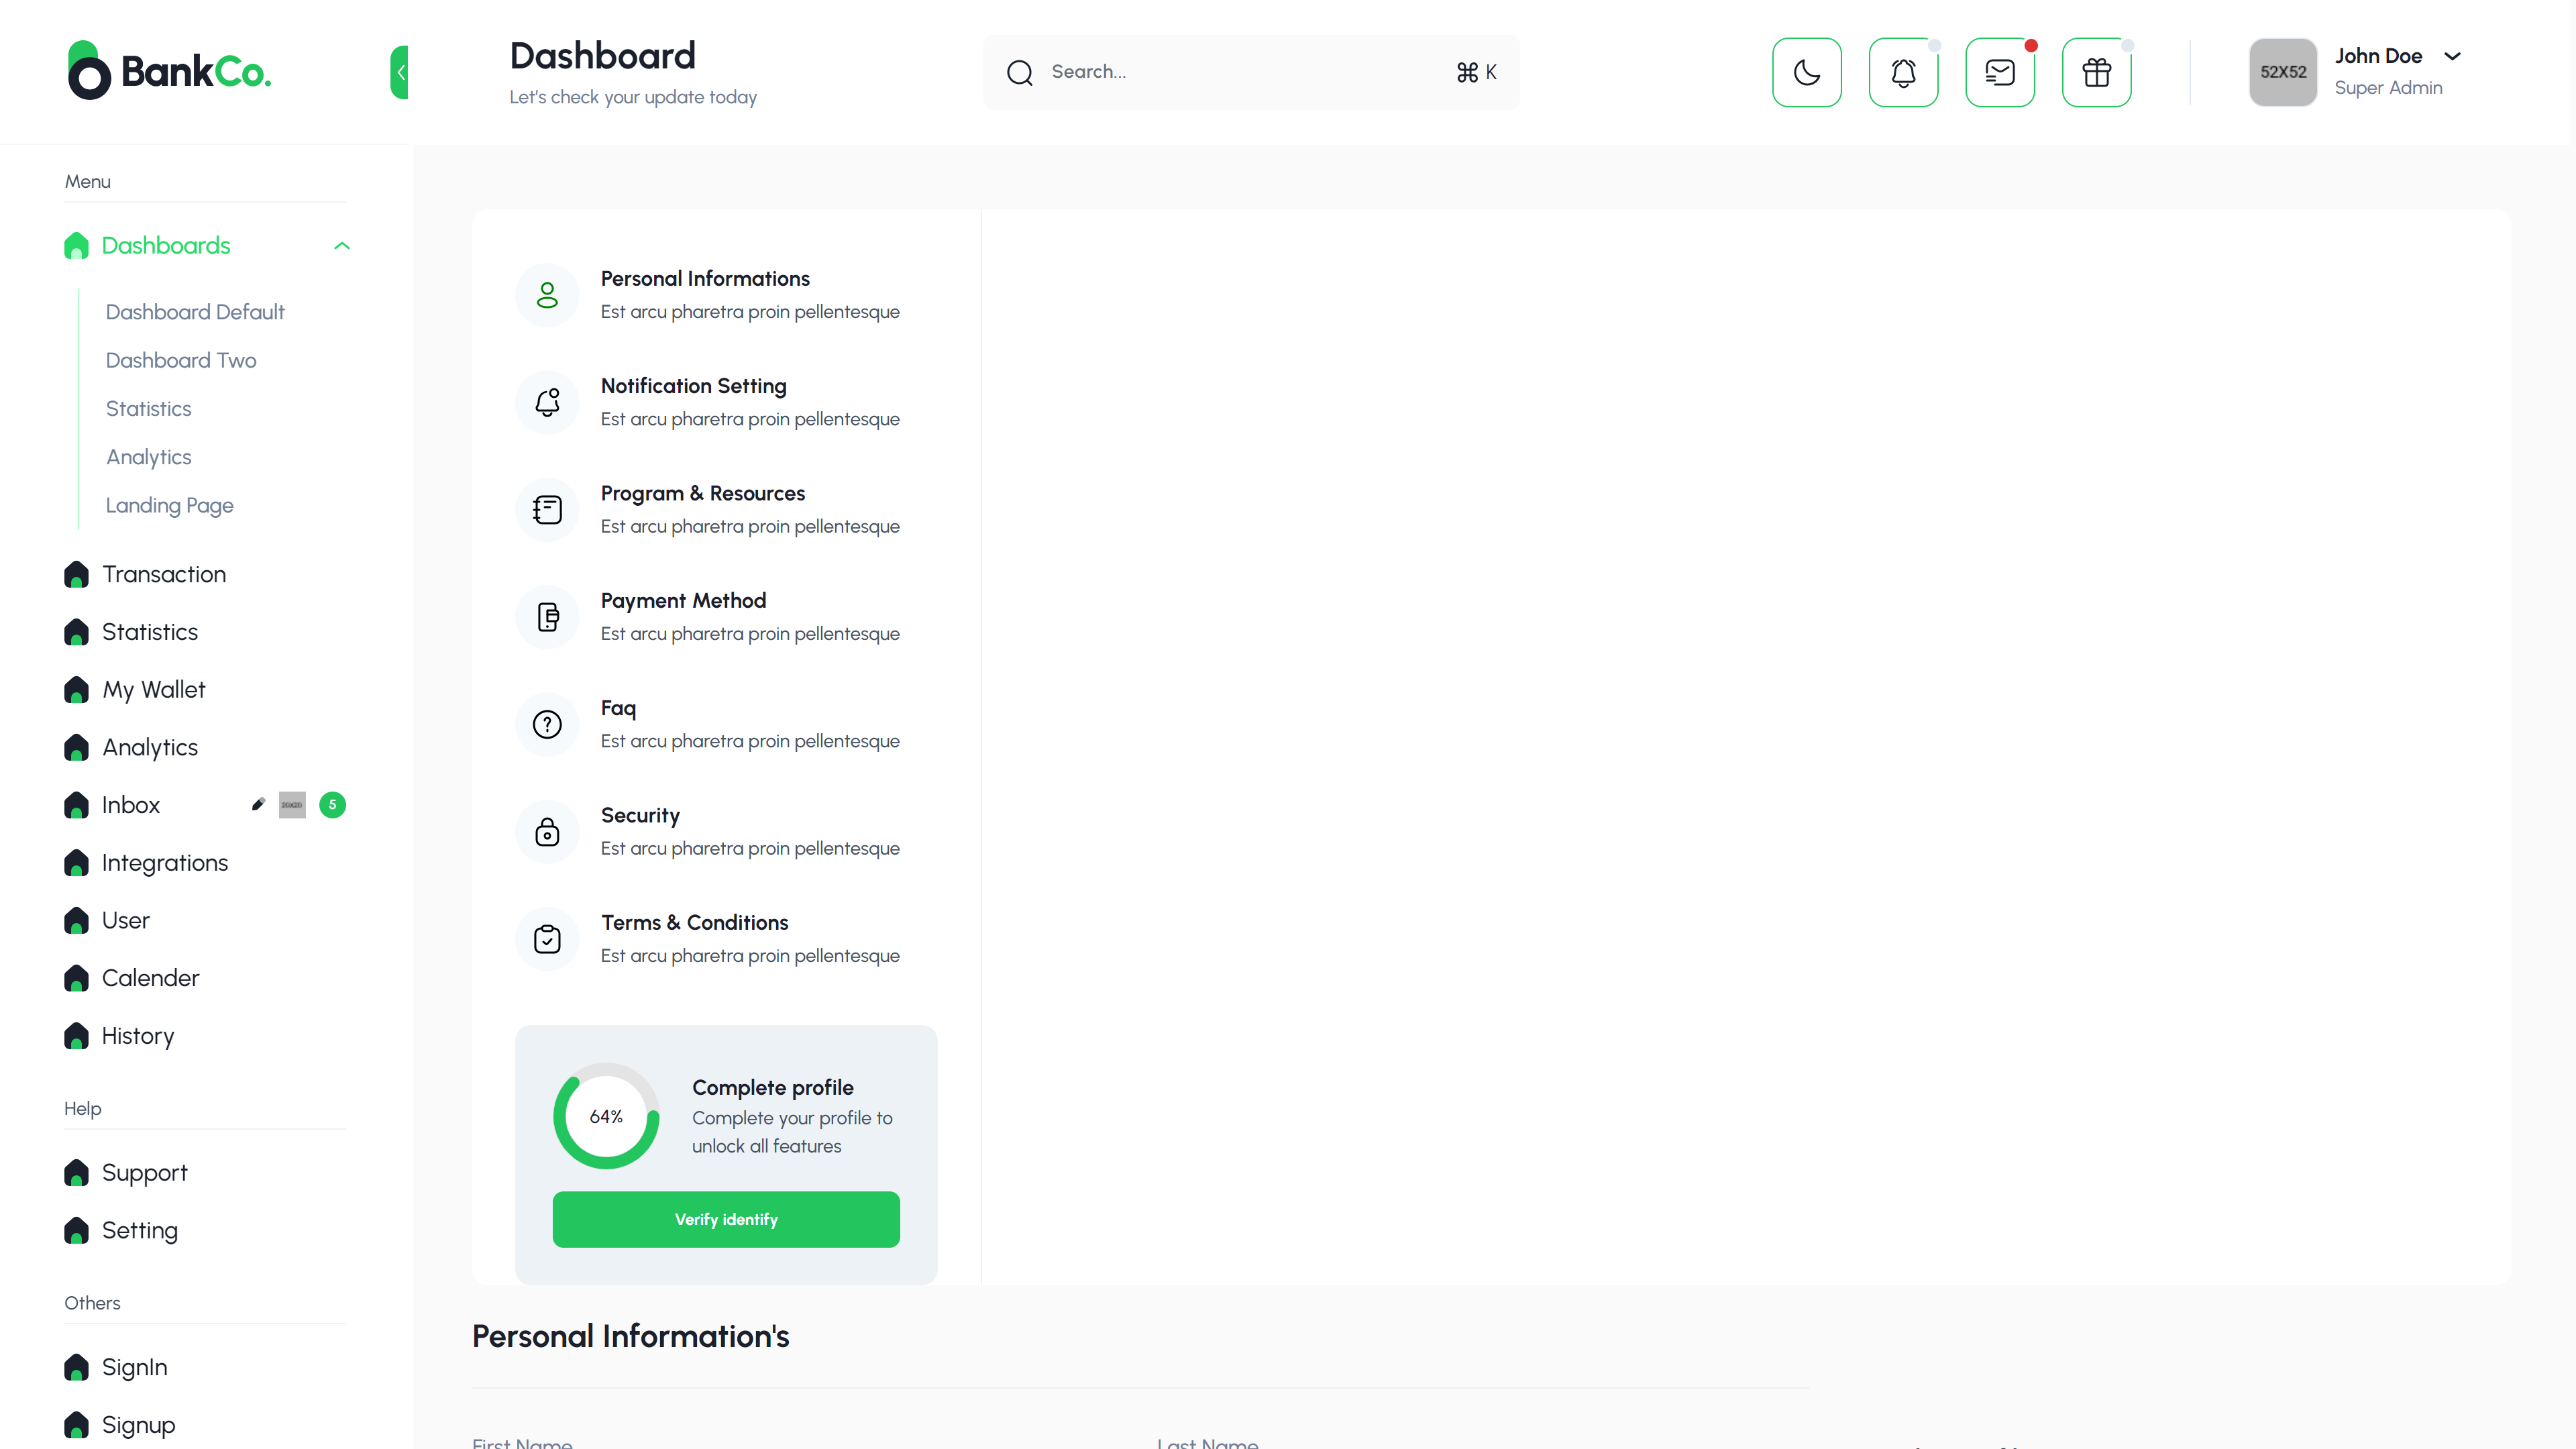 BankCo.
Dashboard
Let's check your update today
Search...
⌘ K
52X52
John Doe
Super Admin
Menu
Dashboards
Dashboard Default
Dashboard Two
Statistics
Analytics
Landing Page
Transaction
Statistics
My Wallet
Analytics
Inbox
5
Integrations
User
Calender
History
Help
Support
Setting
Others
SignIn
Signup
Personal Informations
Est arcu pharetra proin pellentesque
Notification Setting
Est arcu pharetra proin pellentesque
Program & Resources
Est arcu pharetra proin pellentesque
Payment Method
Est arcu pharetra proin pellentesque
Faq
Est arcu pharetra proin pellentesque
Security
Est arcu pharetra proin pellentesque
Terms & Conditions
Est arcu pharetra proin pellentesque
64%
Complete profile
Complete your profile to
unlock all features
Verify identify
Personal Information's
First Name
Last Name